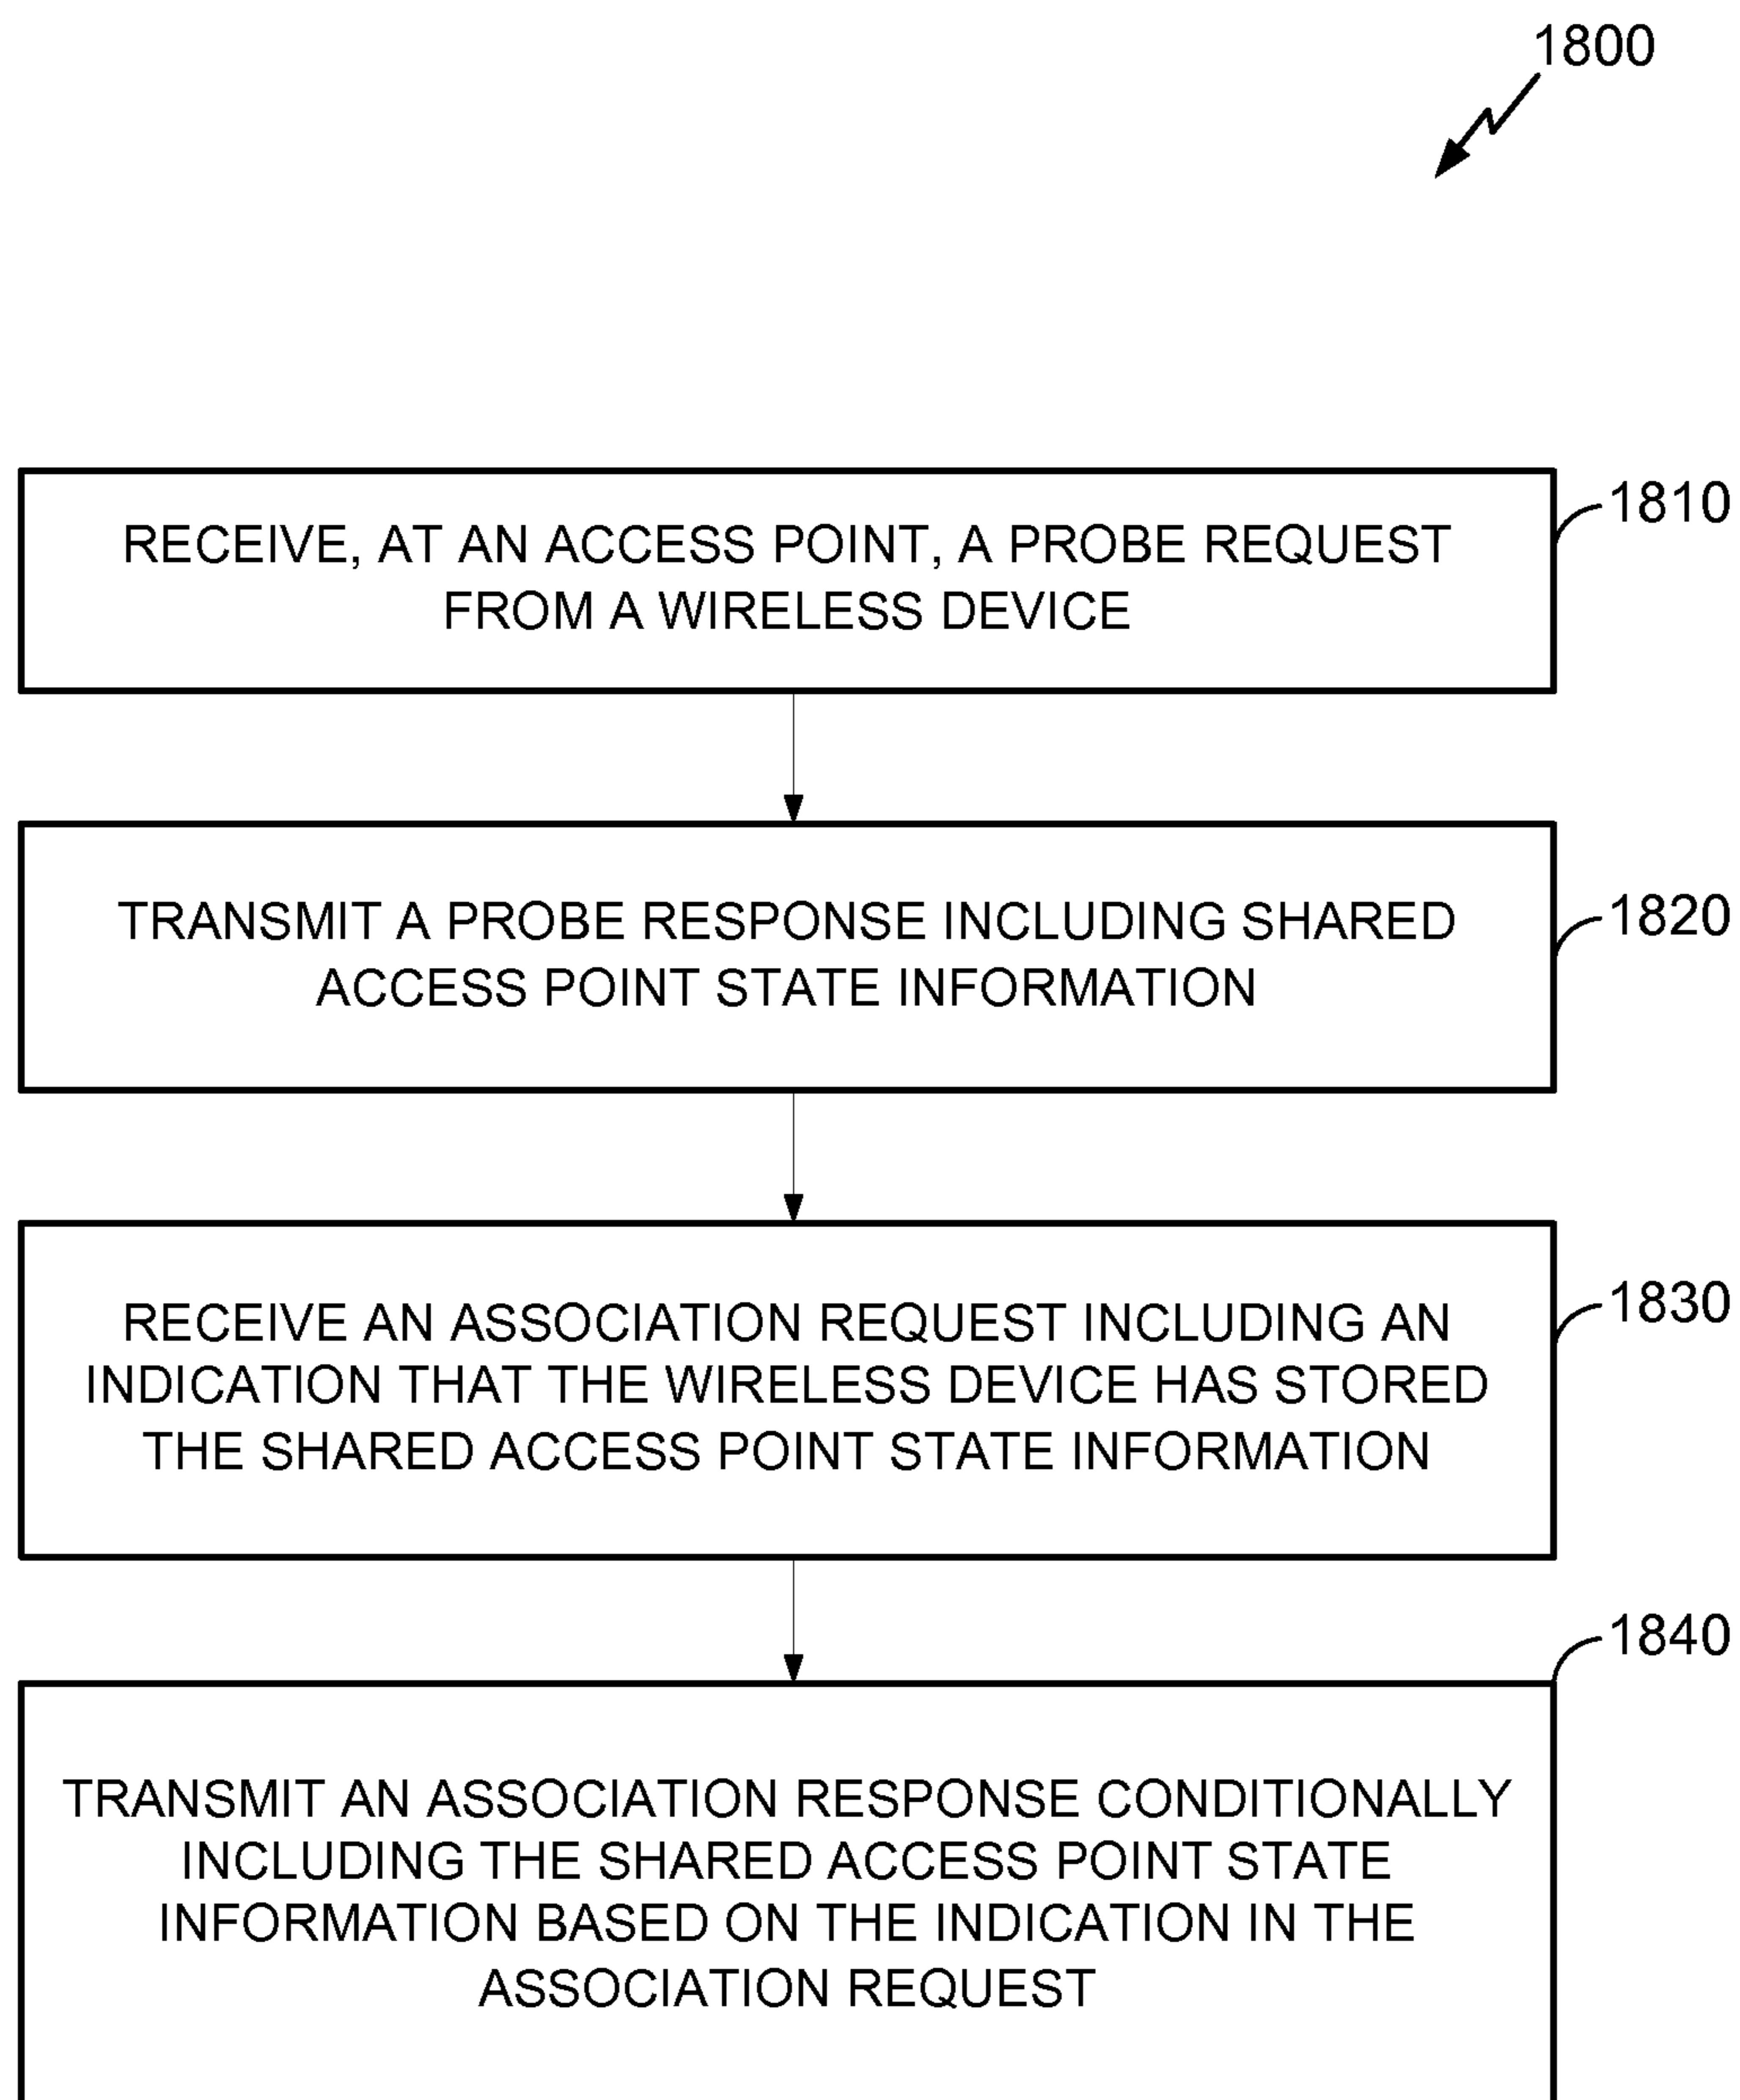 1800
RECEIVE, AT AN ACCESS POINT, A PROBE REQUEST
FROM A WIRELESS DEVICE
1810
TRANSMIT A PROBE RESPONSE INCLUDING SHARED
ACCESS POINT STATE INFORMATION
1820
RECEIVE AN ASSOCIATION REQUEST INCLUDING AN
INDICATION THAT THE WIRELESS DEVICE HAS STORED
THE SHARED ACCESS POINT STATE INFORMATION
1830
TRANSMIT AN ASSOCIATION RESPONSE CONDITIONALLY
INCLUDING THE SHARED ACCESS POINT STATE
INFORMATION BASED ON THE INDICATION IN THE
ASSOCIATION REQUEST
1840